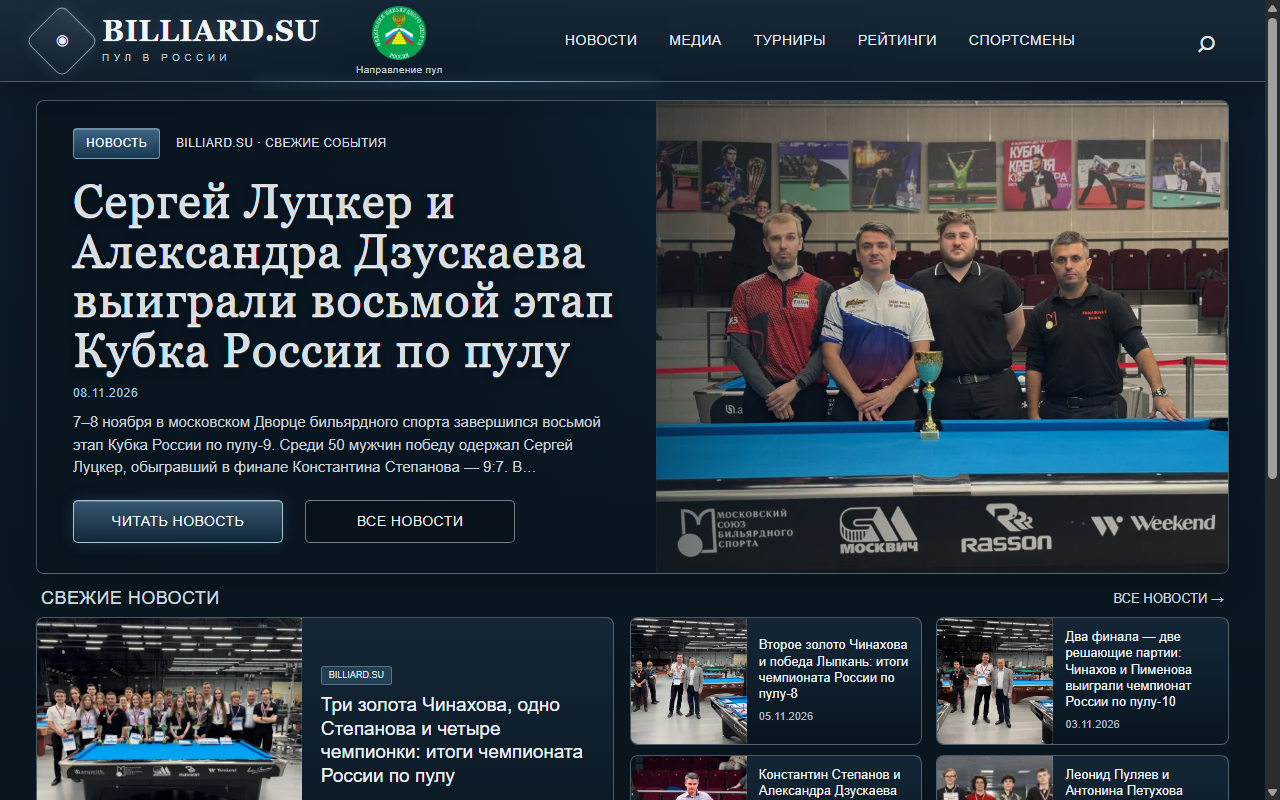 BILLIARD.SU
ПУЛ В РОССИИ
ФЕДЕРАЦИЯ БИЛЬЯРДНОГО СПОРТА
РОССИИ
Направление пул
НОВОСТИ
МЕДИА
ТУРНИРЫ
РЕЙТИНГИ
СПОРТСМЕНЫ
НОВОСТЬ
BILLIARD.SU · СВЕЖИЕ СОБЫТИЯ
Сергей Луцкер и
Александра Дзускаева
выиграли восьмой этап
Кубка России по пулу
08.11.2026
7–8 ноября в московском Дворце бильярдного спорта завершился восьмой
этап Кубка России по пулу-9. Среди 50 мужчин победу одержал Сергей
Луцкер, обыгравший в финале Константина Степанова — 9:7. В…
ЧИТАТЬ НОВОСТЬ
ВСЕ НОВОСТИ
КУБОК
КРЕМЛЯ
МОСКОВСКИЙ
СОЮЗ
БИЛЬЯРДНОГО
СПОРТА
МОСКВИЧ
RASSON
Weekend
СВЕЖИЕ НОВОСТИ
ВСЕ НОВОСТИ →
BILLIARD.SU
Три золота Чинахова, одно
Степанова и четыре
чемпионки: итоги чемпионата
России по пулу
Второе золото Чинахова
и победа Лыпкань: итоги
чемпионата России по
пулу-8
05.11.2026
Два финала — две
решающие партии:
Чинахов и Пименова
выиграли чемпионат
России по пулу-10
03.11.2026
Константин Степанов и
Александра Дзускаева
Леонид Пуляев и
Антонина Петухова